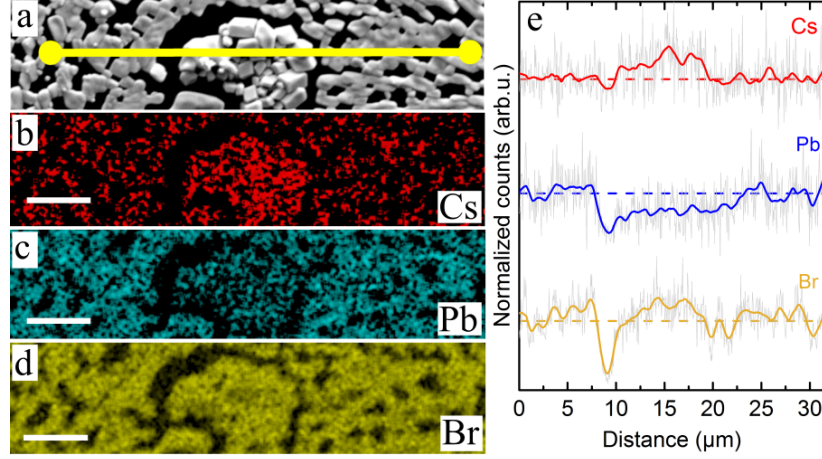 a
b
Cs
c
Pb
d
Br
e
Cs
Pb
Br
Normalized counts (arb.u.)
0 5 10 15 20 25 30
Distance (μm)